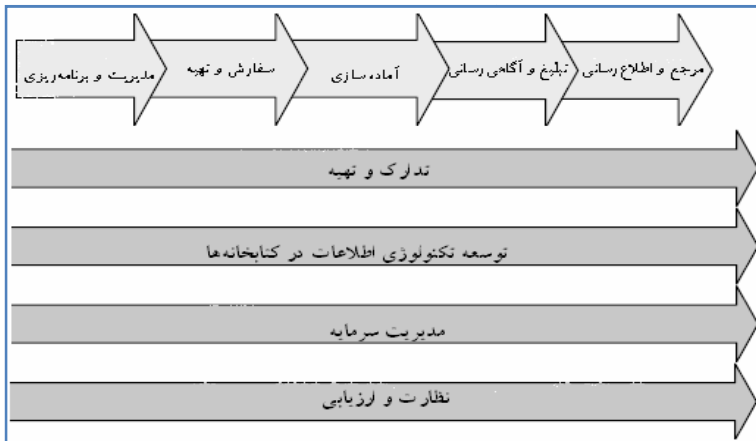 مدیریت و برنامه‌ریزی
سفارش و تهیه
آماده‌سازی
تبلیغ و آگاهی رسانی
مرجع و اطلاع رسانی
تدارک و تهیه
توسعه تکنولوژی اطلاعات در کتابخانه‌ها
مدیریت سرمایه
نظارت و ارزیابی